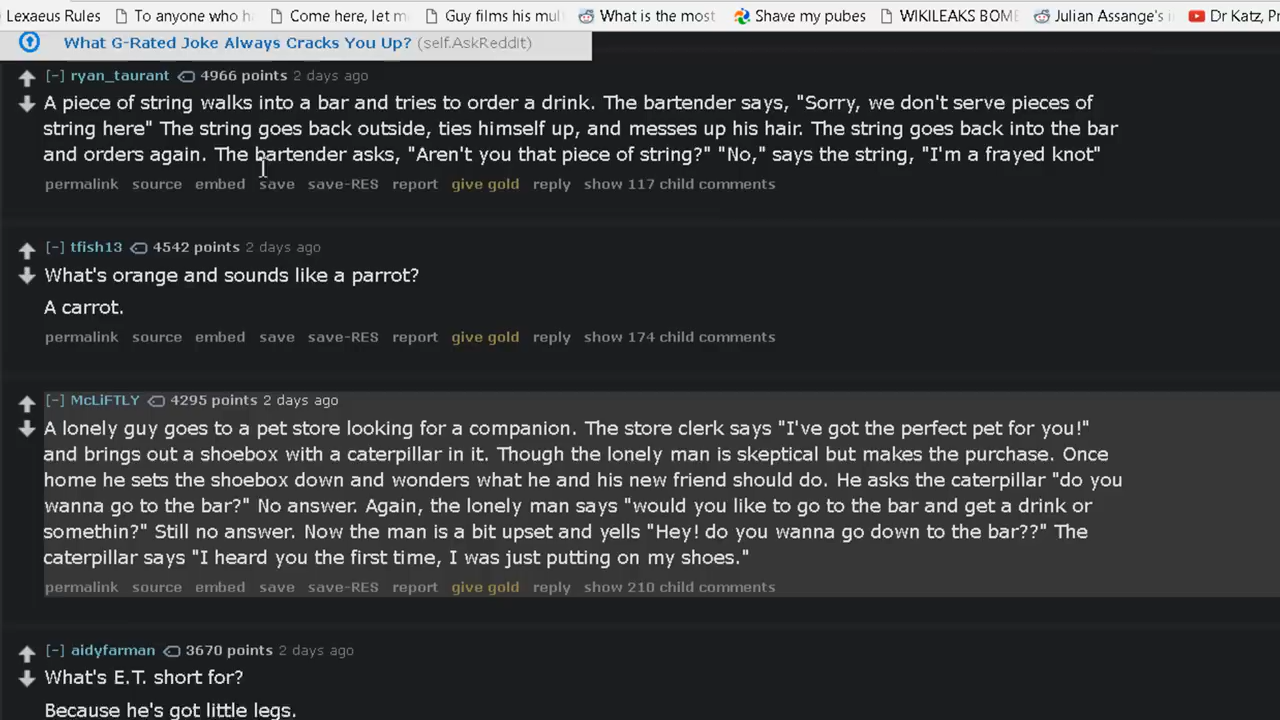 Lexaeus Rules To anyone who h Come here, let m Guy films his mul What is the most Shave my pubes WIKILEAKS BOM Julian Assange's i Dr Katz, P
What G-Rated Joke Always Cracks You Up? (self.AskReddit)
[-] ryan_taurant 4966 points 2 days ago
A piece of string walks into a bar and tries to order a drink. The bartender says, "Sorry, we don't serve pieces of
string here" The string goes back outside, ties himself up, and messes up his hair. The string goes back into the bar
and orders again. The bartender asks, "Aren't you that piece of string?" "No," says the string, "I'm a frayed knot"
permalink source embed save save-RES report give gold reply show 117 child comments
[-] tfish13 4542 points 2 days ago
What's orange and sounds like a parrot?
A carrot.
permalink source embed save save-RES report give gold reply show 174 child comments
[-] McLiFTLY 4295 points 2 days ago
A lonely guy goes to a pet store looking for a companion. The store clerk says "I've got the perfect pet for you!"
and brings out a shoebox with a caterpillar in it. Though the lonely man is skeptical but makes the purchase. Once
home he sets the shoebox down and wonders what he and his new friend should do. He asks the caterpillar "do you
wanna go to the bar?" No answer. Again, the lonely man says "would you like to go to the bar and get a drink or
somethin?" Still no answer. Now the man is a bit upset and yells "Hey! do you wanna go down to the bar??" The
caterpillar says "I heard you the first time, I was just putting on my shoes."
permalink source embed save save-RES report give gold reply show 210 child comments
[-] aidyfarman 3670 points 2 days ago
What's E.T. short for?
Because he's got little legs.